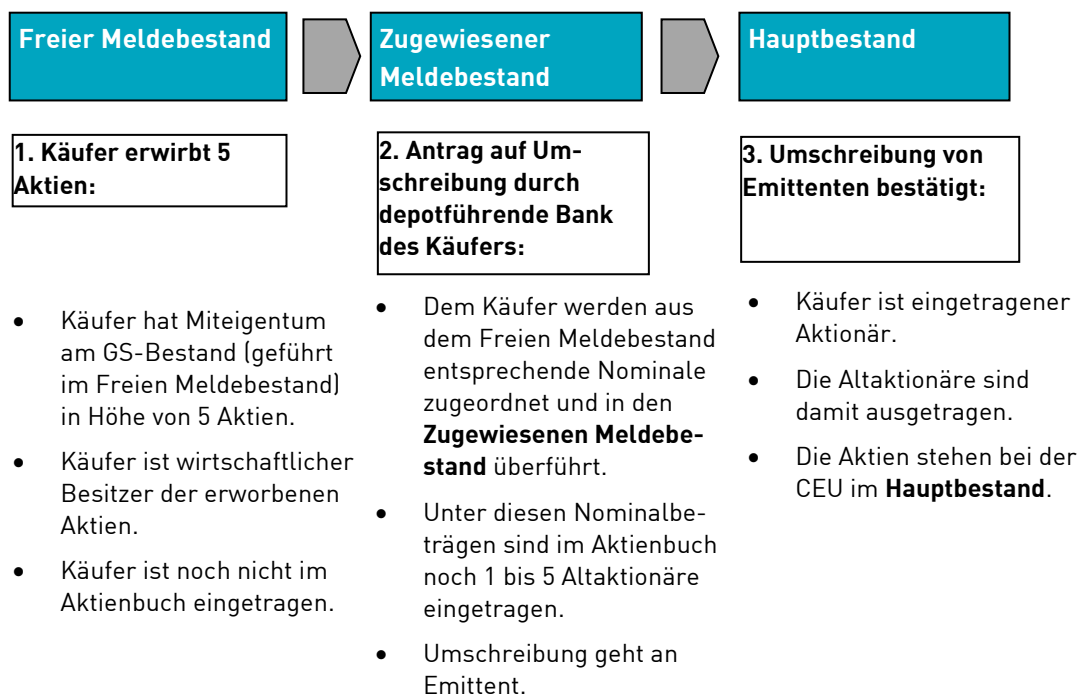 Freier Meldebestand
Zugewiesener
Meldebestand
Hauptbestand
1. Käufer erwirbt 5
Aktien:
• Käufer hat Miteigentum
am GS-Bestand (geführt
im Freien Meldebestand)
in Höhe von 5 Aktien.
• Käufer ist wirtschaftlicher
Besitzer der erworbenen
Aktien.
• Käufer ist noch nicht im
Aktienbuch eingetragen.
2. Antrag auf Um-
schreibung durch
depotführende Bank
des Käufers:
• Dem Käufer werden aus
dem Freien Meldebestand
entsprechende Nominale
zugeordnet und in den
Zugewiesenen Meldebe-
stand überführt.
• Unter diesen Nominalbe-
trägen sind im Aktienbuch
noch 1 bis 5 Altaktionäre
eingetragen.
• Umschreibung geht an
Emittent.
3. Umschreibung von
Emittenten bestätigt:
• Käufer ist eingetragener
Aktionär.
• Die Altaktionäre sind
damit ausgetragen.
• Die Aktien stehen bei der
CEU im Hauptbestand.